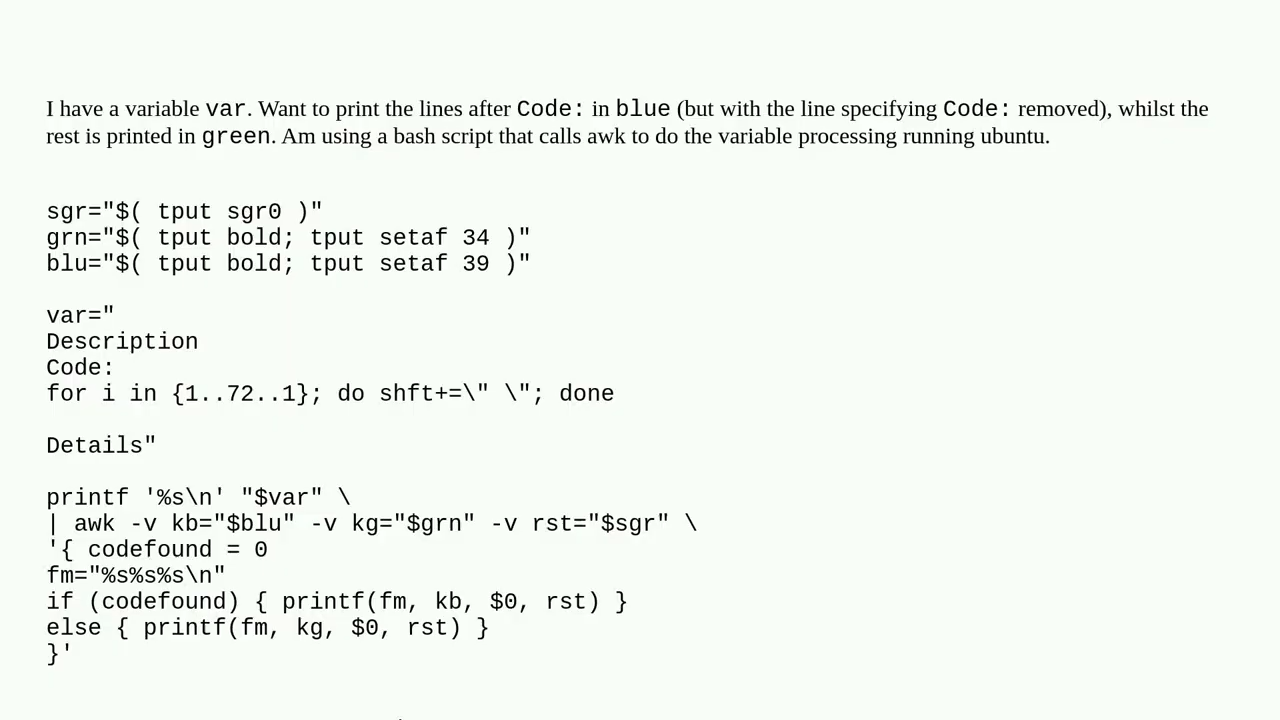 I have a variable var. Want to print the lines after Code: in blue (but with the line specifying Code: removed), whilst the
rest is printed in green. Am using a bash script that calls awk to do the variable processing running ubuntu.
sgr="$( tput sgr0 )"
grn="$( tput bold; tput setaf 34 )"
blu="$( tput bold; tput setaf 39 )"
var="
Description
Code:
for i in {1..72..1}; do shft+=\" \"; done
Details"
printf '%s\n' "$var" \
| awk -v kb="$blu" -v kg="$grn" -v rst="$sgr" \
'{ codefound = 0
fm="%s%s%s\n"
if (codefound) { printf(fm, kb, $0, rst) }
else { printf(fm, kg, $0, rst) }
}'